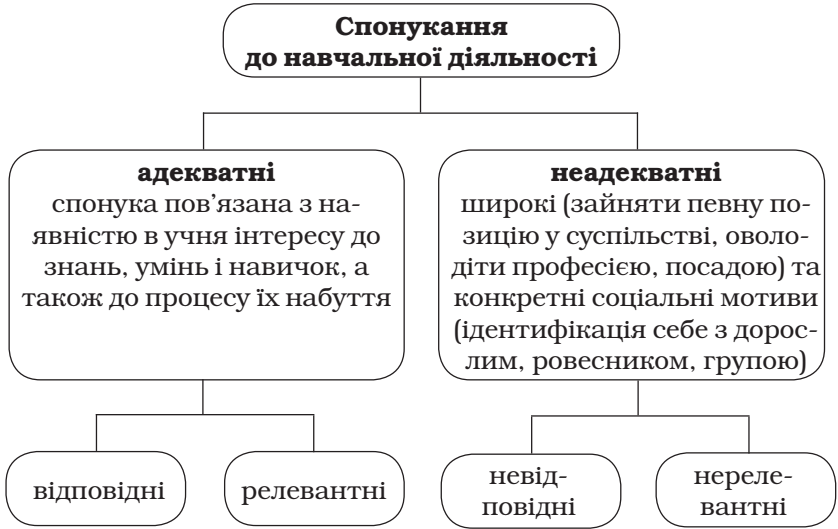 Спонукання
до навчальної діяльності
адекватні
спонука пов’язана з на-
явністю в учня інтересу до
знань, умінь і навичок, а
також до процесу їх набуття
неадекватні
широкі (зайняти певну по-
зицію у суспільстві, оволо-
діти професією, посадою) та
конкретні соціальні мотиви
(ідентифікація себе з дорос-
лим, ровесником, групою)
відповідні
релевантні
невід-
повідні
нереле-
вантні